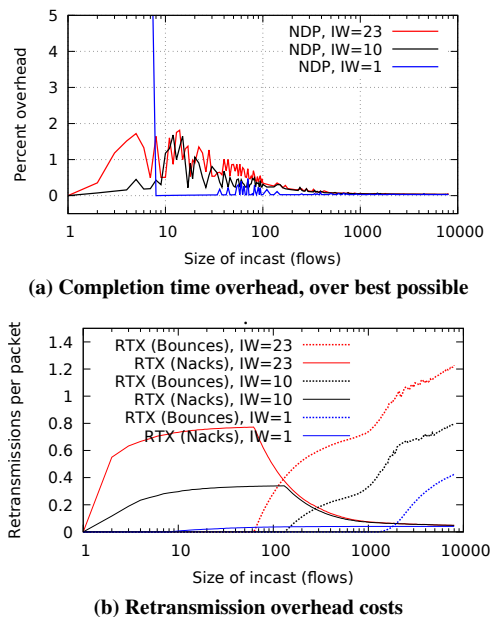 Percent overhead
5
4
3
2
1
0
NDP, IW=23
NDP, IW=10
NDP, IW=1
1 10 100 1000 10000
Size of incast (flows)
(a) Completion time overhead, over best possible
Retransmissions per packet
1.4
1.2
1
0.8
0.6
0.4
0.2
0
RTX (Bounces), IW=23
RTX (Nacks), IW=23
RTX (Bounces), IW=10
RTX (Nacks), IW=10
RTX (Bounces), IW=1
RTX (Nacks), IW=1
1 10 100 1000 10000
Size of incast (flows)
(b) Retransmission overhead costs